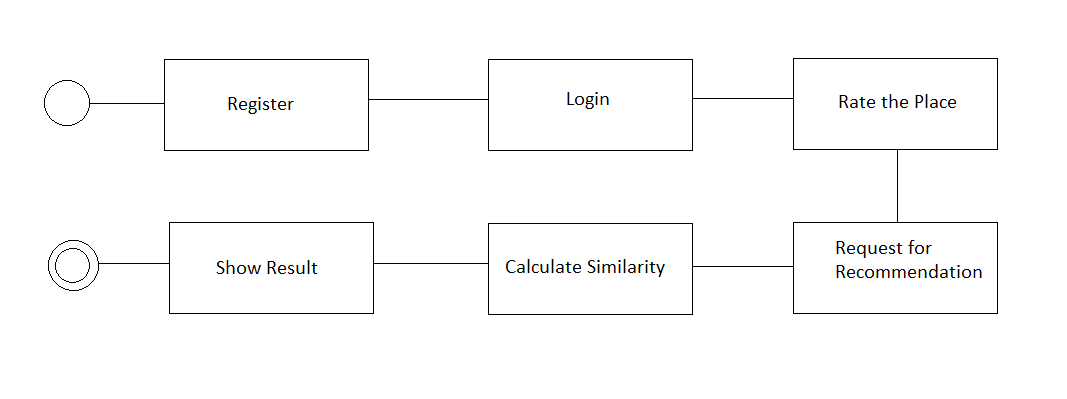 Register
Login
Rate the Place
Show Result
Calculate Similarity
Request for
Recommendation